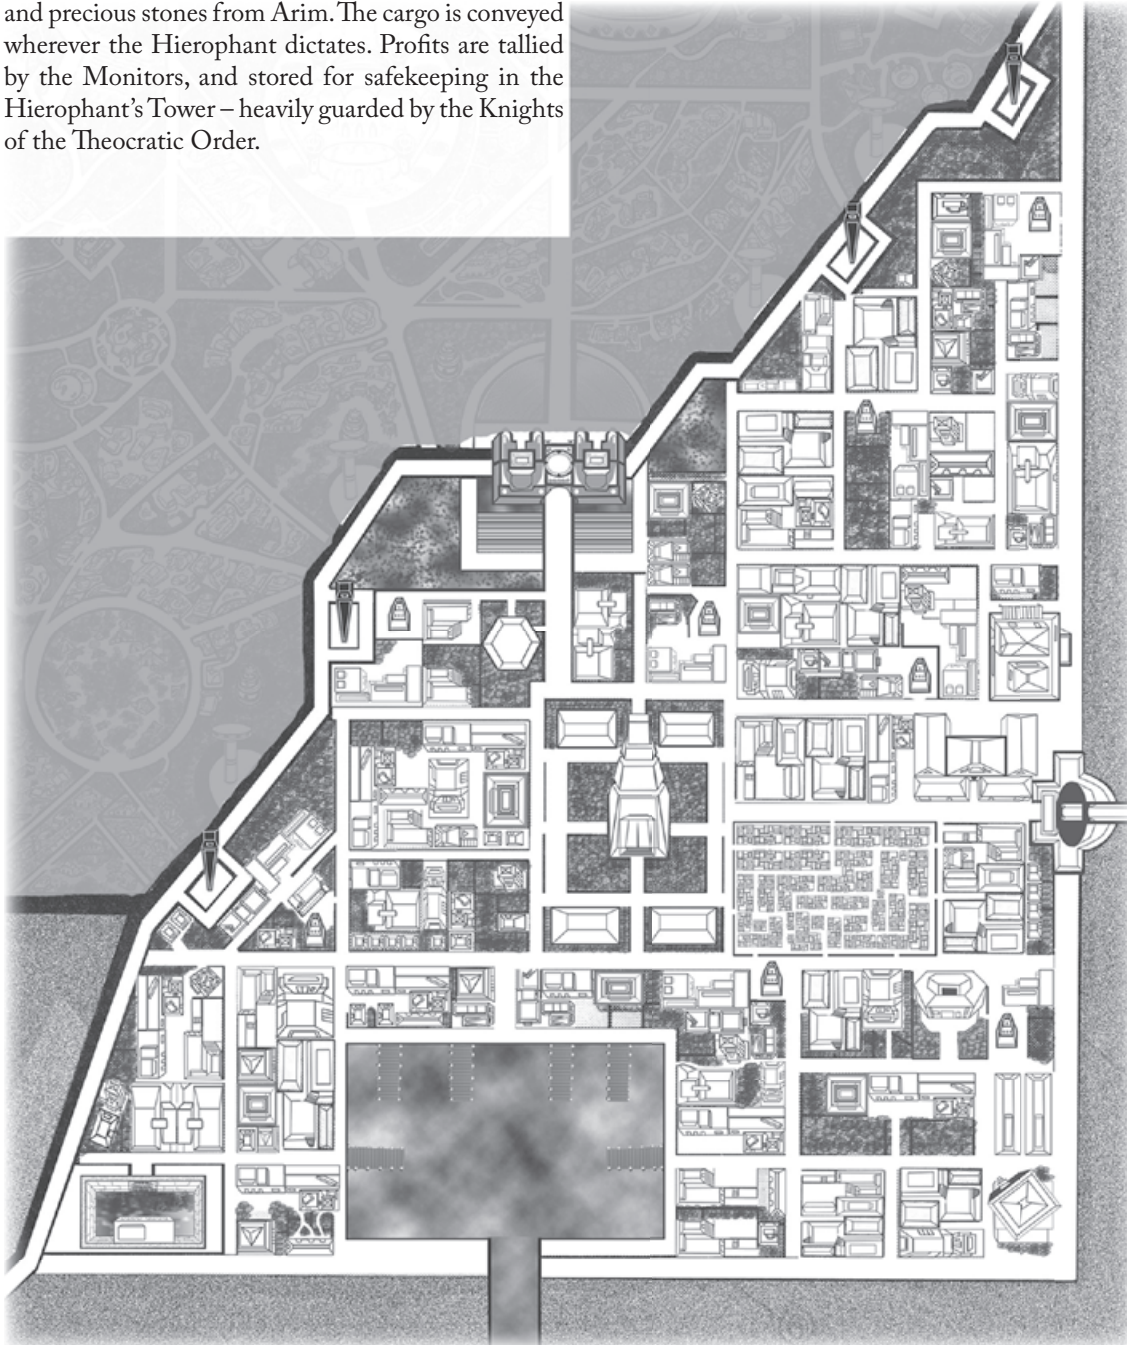 and precious stones from Arim. The cargo is conveyed
wherever the Hierophant dictates. Profits are tallied
by the Monitors, and stored for safekeeping in the
Hierophant’s Tower – heavily guarded by the Knights
of the Theocratic Order.